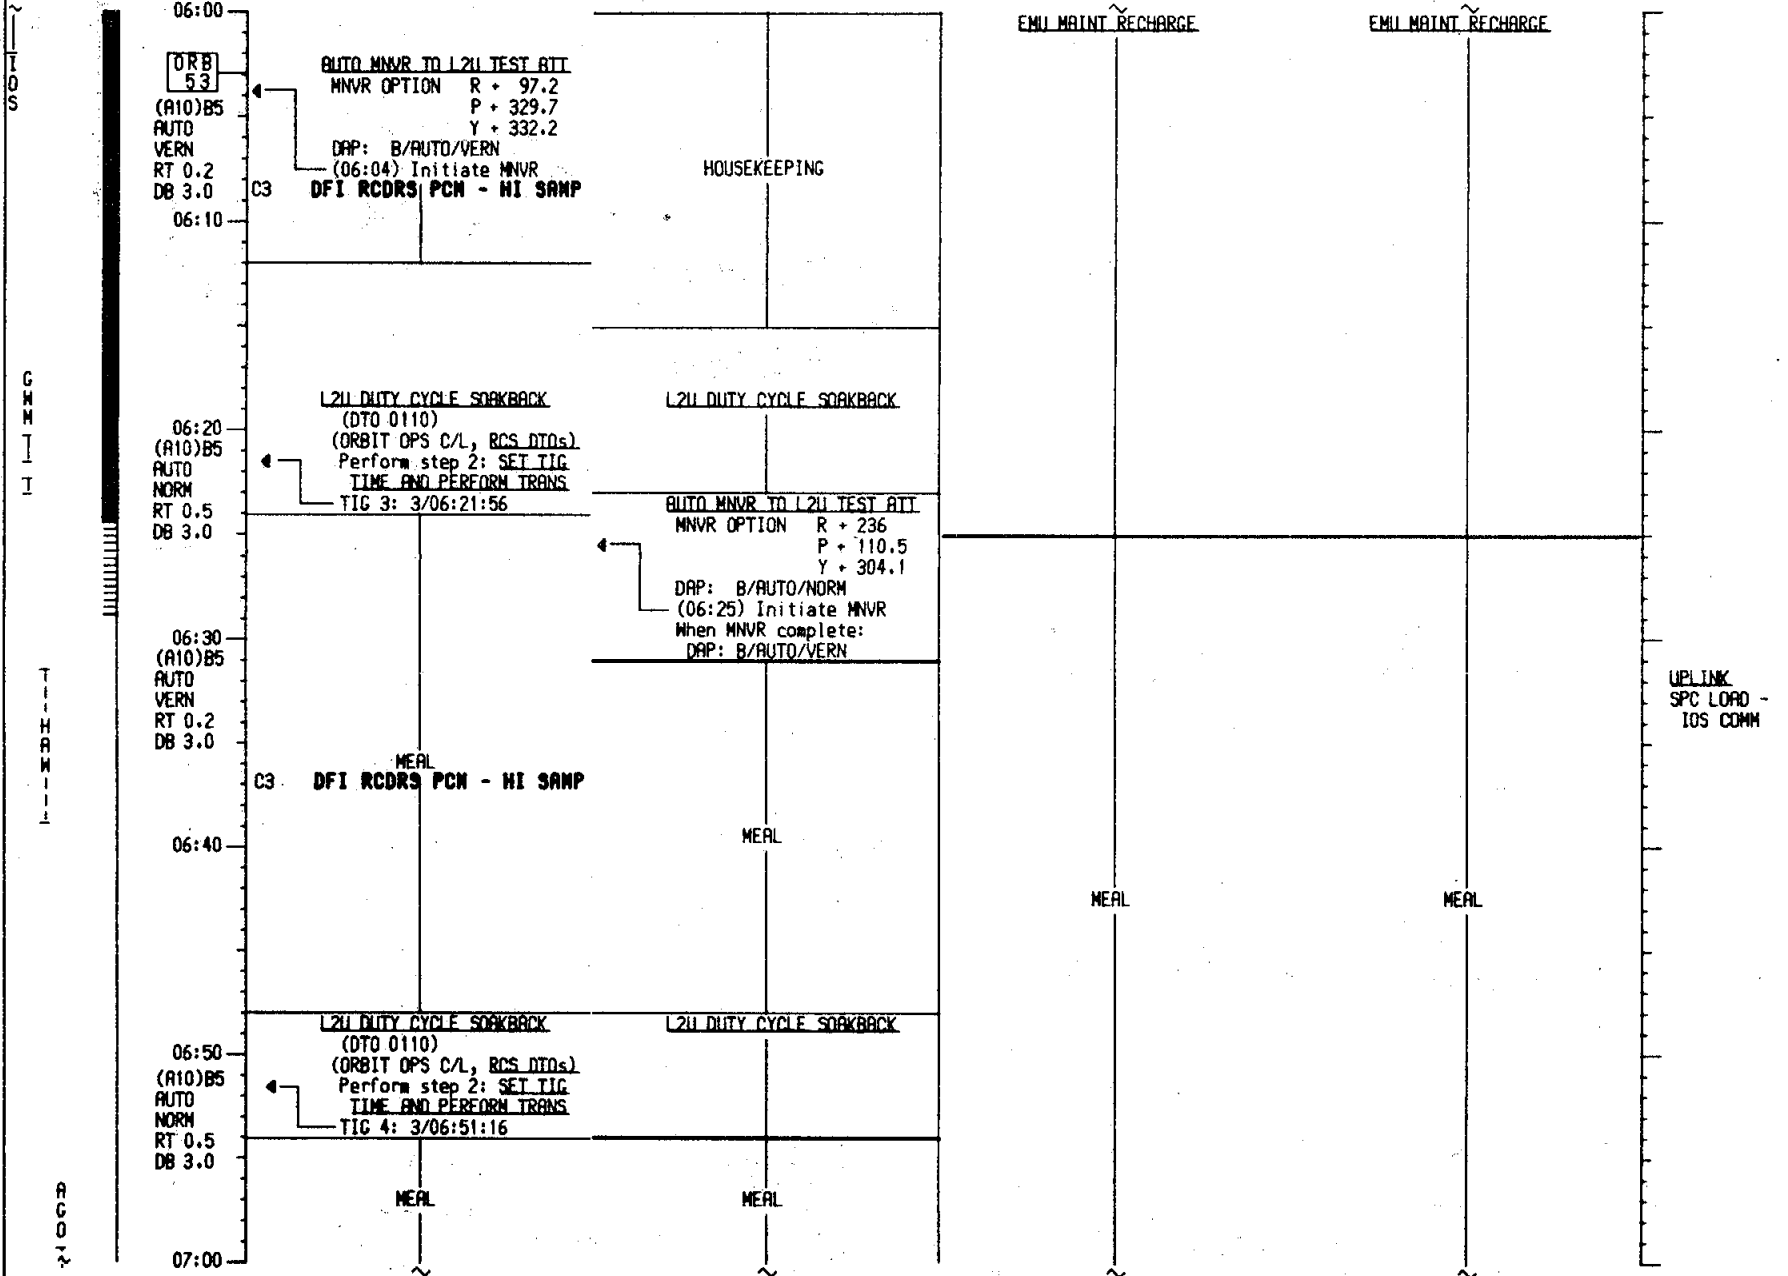 IOS
GWM
T
HAWIII
AGO
06:00
ORB
53
(A10)B5
AUTO
VERN
RT 0.2
DB 3.0
06:10
06:20
(A10)B5
AUTO
NORM
RT 0.5
DB 3.0
06:30
(A10)B5
AUTO
VERN
RT 0.2
DB 3.0
06:40
06:50
(A10)B5
AUTO
NORM
RT 0.5
DB 3.0
07:00
AUTO MNVR TO L2U TEST ATT
MNVR OPTION R + 97.2
P + 329.7
Y + 332.2
DAP: B/AUTO/VERN
(06:04) Initiate MNVR
C3 DFI RCDRS PCM - HI SAMP
L2U DUTY CYCLE SOAKBACK
(DTO 0110)
(ORBIT OPS C/L, RCS DTOs)
Perform step 2: SET TIG
TIME AND PERFORM TRANS
TIG 3: 3/06:21:56
MEAL
C3 DFI RCDRS PCM - HI SAMP
L2U DUTY CYCLE SOAKBACK
(DTO 0110)
(ORBIT OPS C/L, RCS DTOs)
Perform step 2: SET TIG
TIME AND PERFORM TRANS
TIG 4: 3/06:51:16
MEAL
HOUSEKEEPING
L2U DUTY CYCLE SOAKBACK
AUTO MNVR TO L2U TEST ATT
MNVR OPTION R + 236
P + 110.5
Y + 304.1
DAP: B/AUTO/NORM
(06:25) Initiate MNVR
When MNVR complete:
DAP: B/AUTO/VERN
MEAL
L2U DUTY CYCLE SOAKBACK
MEAL
EMU MAINT RECHARGE
MEAL
EMU MAINT RECHARGE
MEAL
UPLINK
SPC LOAD -
IOS COMM